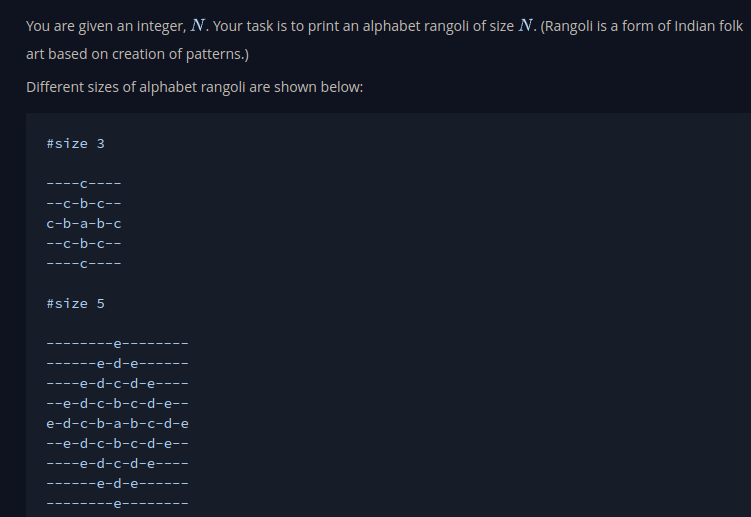 You are given an integer, N. Your task is to print an alphabet rangoli of size N. (Rangoli is a form of Indian folk
art based on creation of patterns.)
Different sizes of alphabet rangoli are shown below:
#size 3
----c----
--c-b-c--
c-b-a-b-c
--c-b-c--
----c----
#size 5
--------e--------
------e-d-e------
----e-d-c-d-e----
--e-d-c-b-c-d-e--
e-d-c-b-a-b-c-d-e
--e-d-c-b-c-d-e--
----e-d-c-d-e----
------e-d-e------
--------e--------